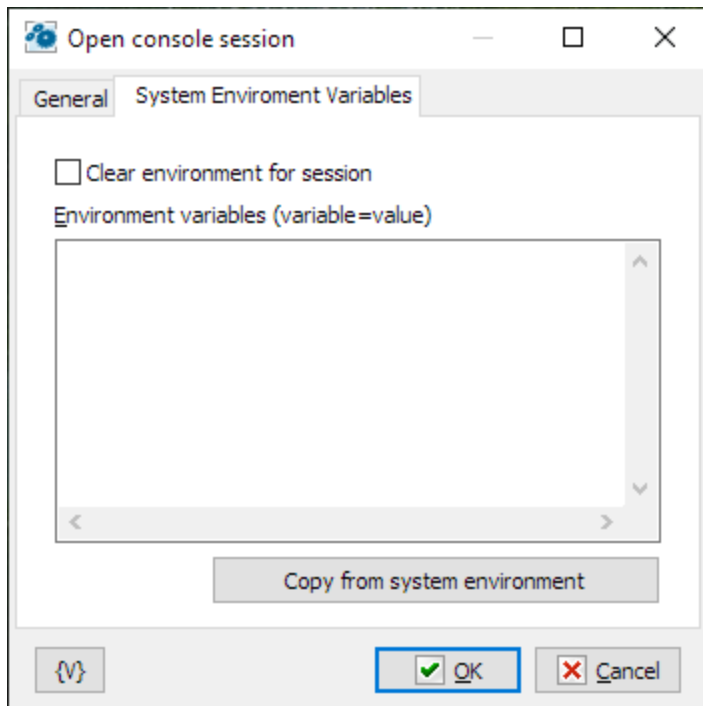 Open console session
General
System Enviroment Variables
Clear environment for session
Environment variables (variable=value)
Copy from system environment
{V}
OK
Cancel